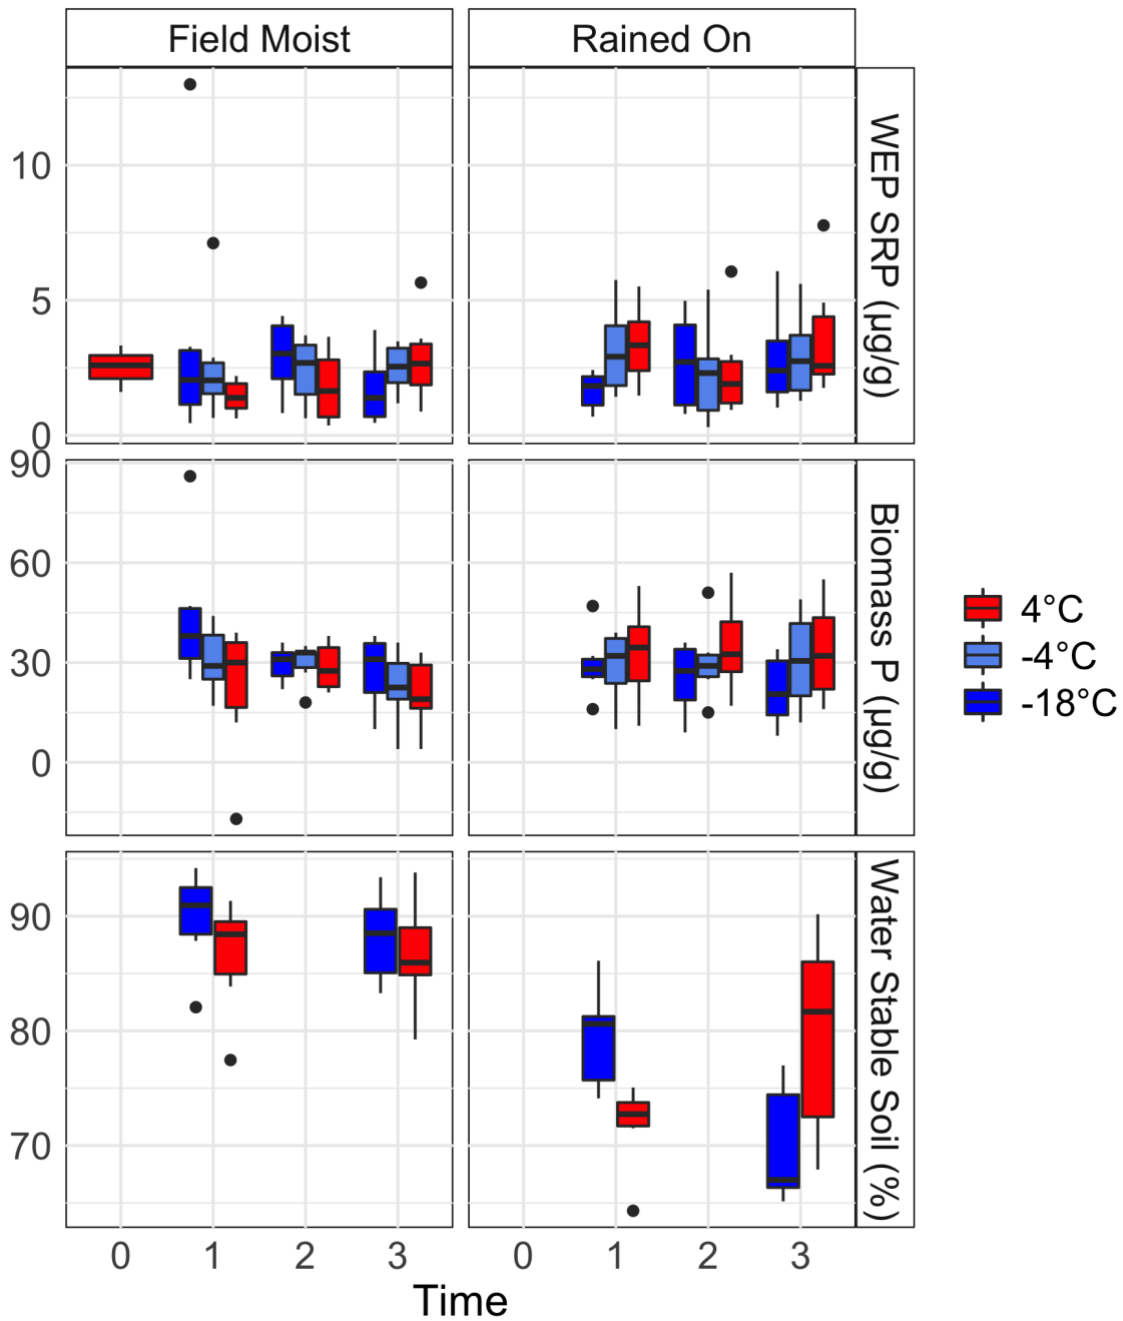 Field Moist
Rained On
10
5
0
WEP SRP (µg/g)
90
60
30
0
Biomass P (µg/g)
90
80
70
Water Stable Soil (%)
0 1 2 3
0 1 2 3
Time
4°C
-4°C
-18°C